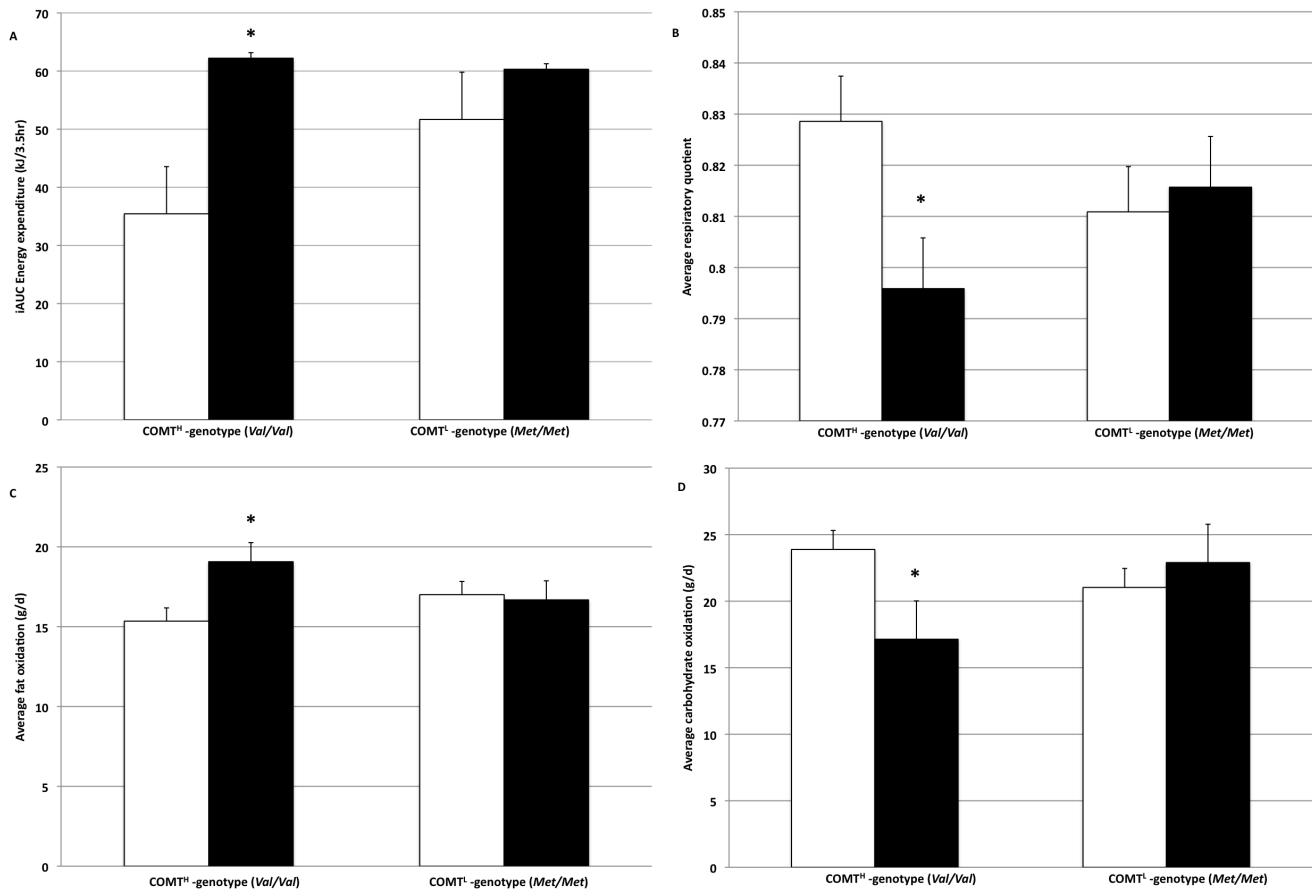 A
iAUC Energy expenditure (kJ/3.5hr)
70
60
50
40
30
20
10
0
*
COMTᴴ -genotype (Val/Val)
COMTᴸ -genotype (Met/Met)
B
Average respiratory quotient
0.85
0.84
0.83
0.82
0.81
0.8
0.79
0.78
0.77
*
COMTᴴ -genotype (Val/Val)
COMTᴸ -genotype (Met/Met)
C
Average fat oxidation (g/d)
25
20
15
10
5
0
*
COMTᴴ -genotype (Val/Val)
COMTᴸ -genotype (Met/Met)
D
Average carbohydrate oxidation (g/d)
30
25
20
15
10
5
0
*
COMTᴴ -genotype (Val/Val)
COMTᴸ -genotype (Met/Met)